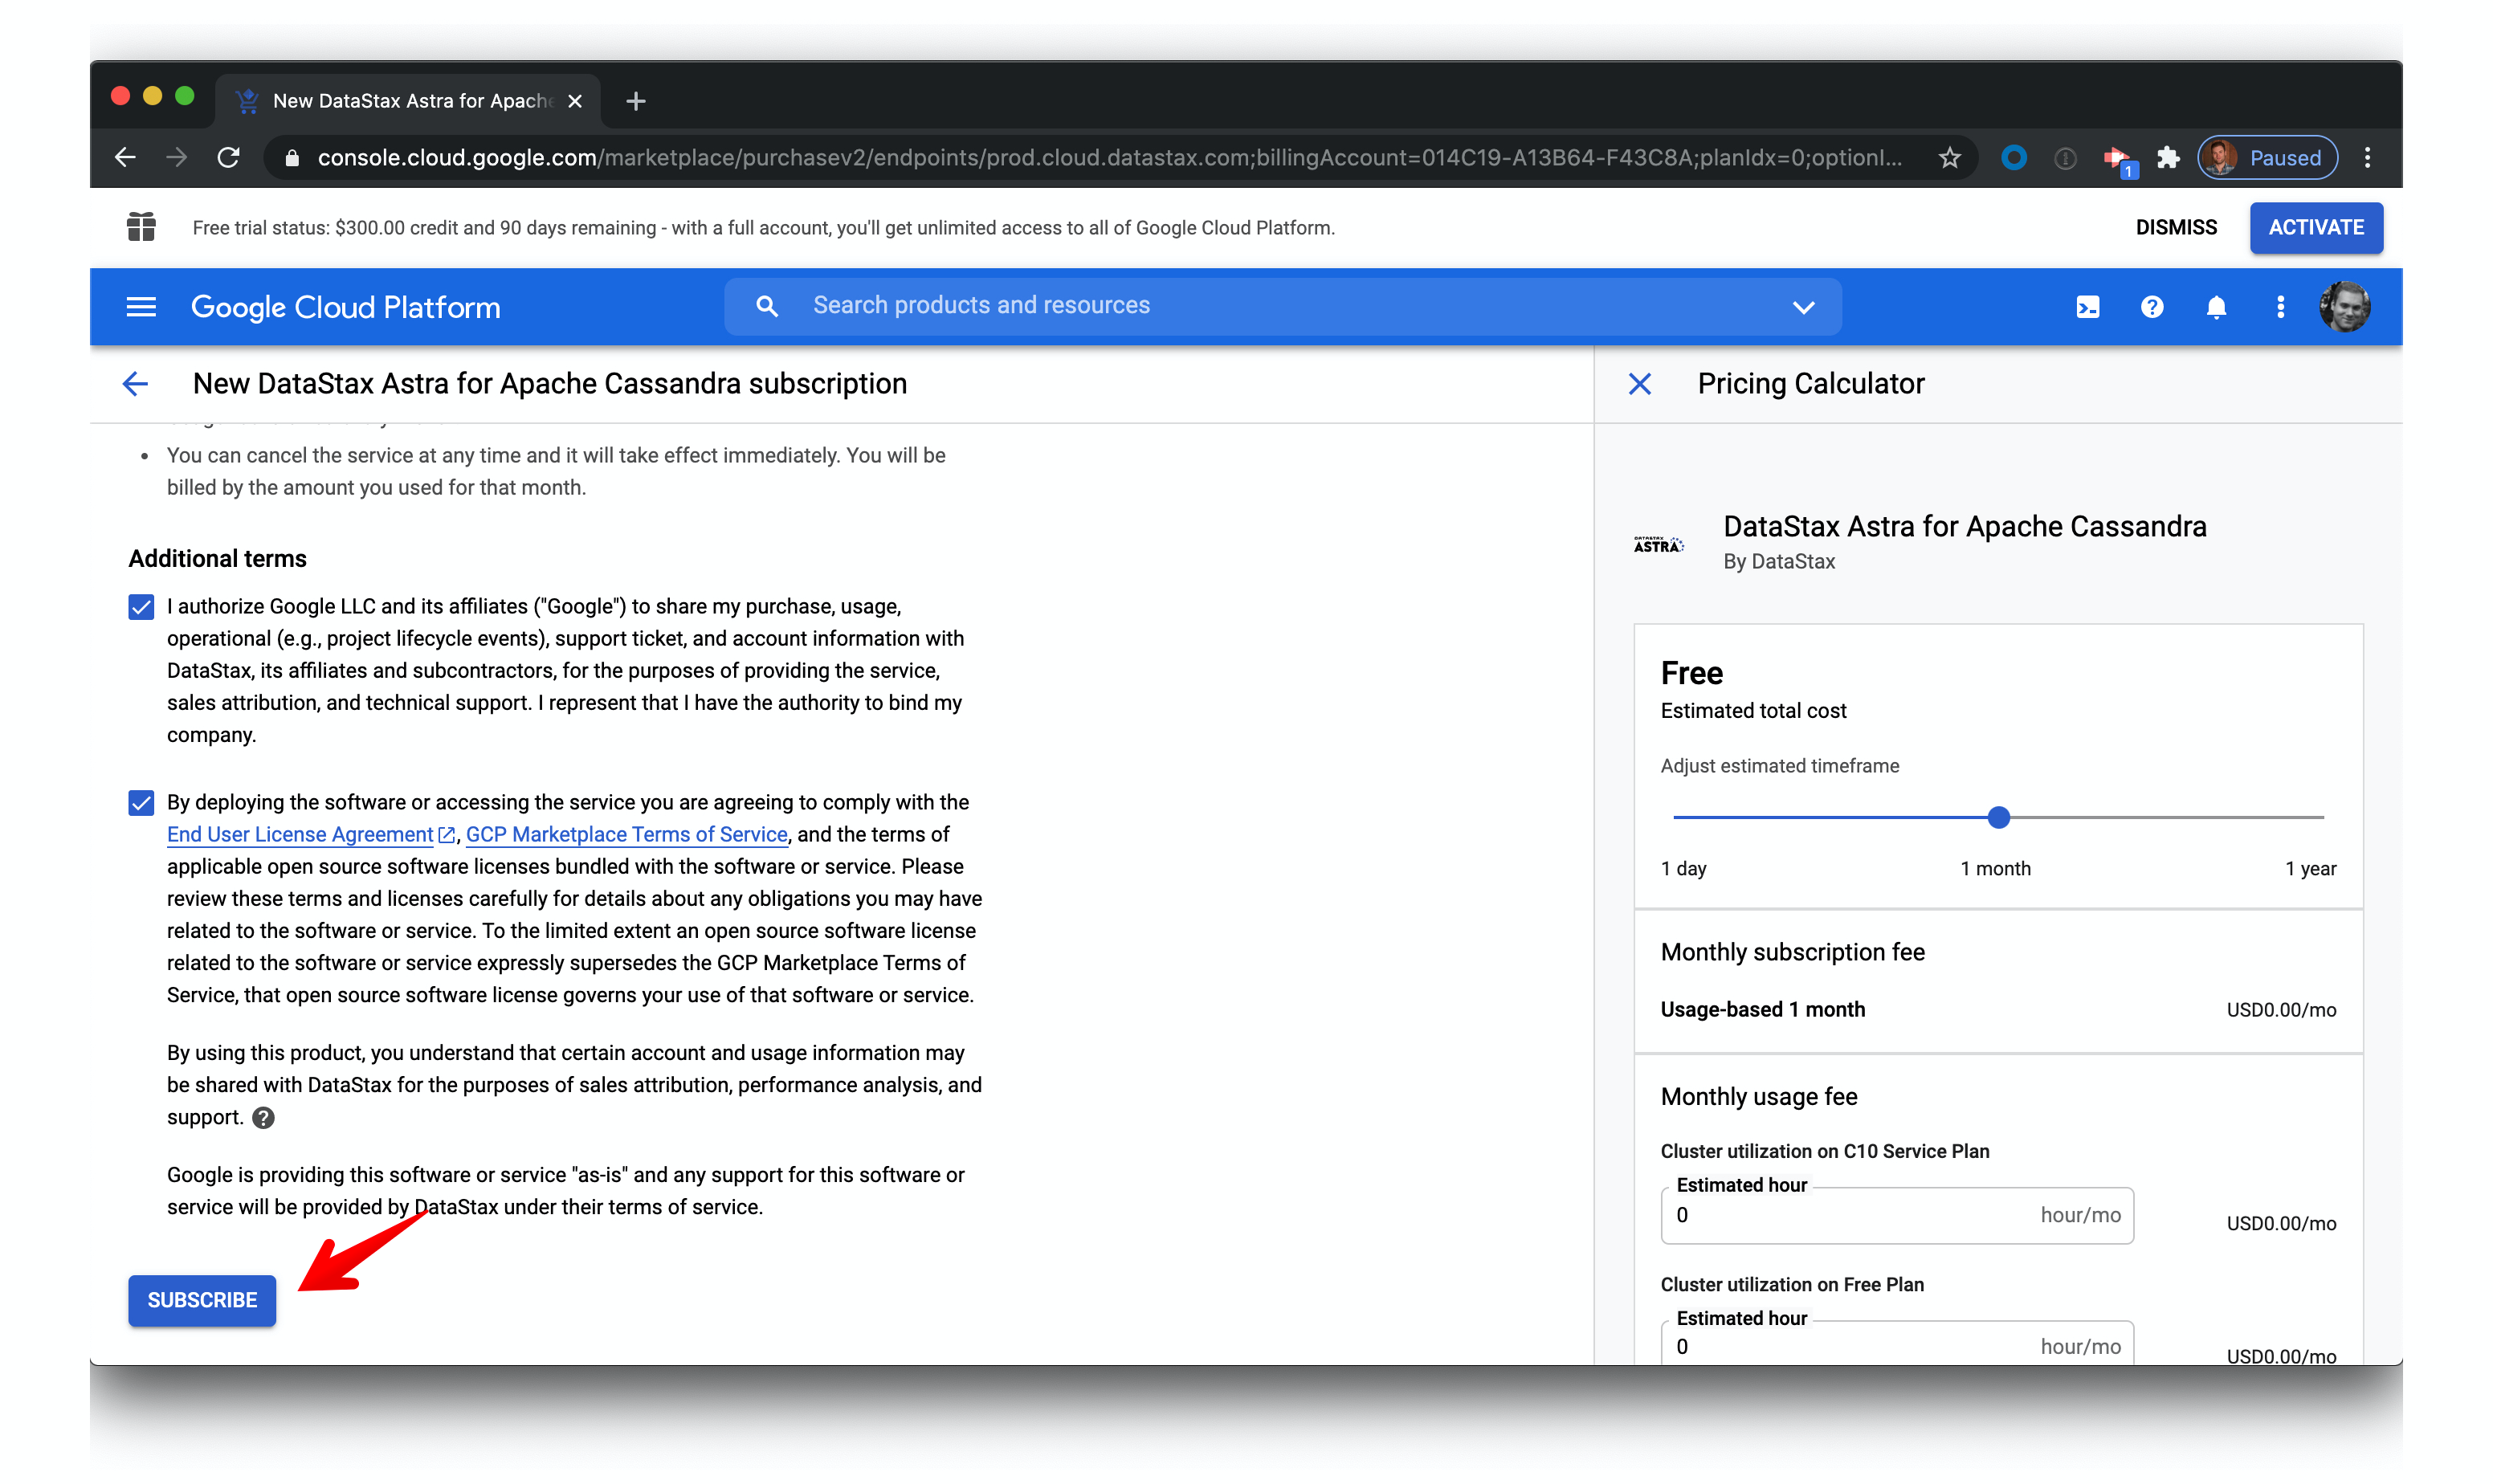 New DataStax Astra for Apache
console.cloud.google.com/marketplace/purchasev2/endpoints/prod.cloud.datastax.com;billingAccount=014C19-A13B64-F43C8A;planIdx=0;optionI...
1
Paused
Free trial status: $300.00 credit and 90 days remaining - with a full account, you'll get unlimited access to all of Google Cloud Platform.
DISMISS
ACTIVATE
Google Cloud Platform
Search products and resources
New DataStax Astra for Apache Cassandra subscription
• You can cancel the service at any time and it will take effect immediately. You will be
billed by the amount you used for that month.
Additional terms
I authorize Google LLC and its affiliates ("Google") to share my purchase, usage,
operational (e.g., project lifecycle events), support ticket, and account information with
DataStax, its affiliates and subcontractors, for the purposes of providing the service,
sales attribution, and technical support. I represent that I have the authority to bind my
company.
By deploying the software or accessing the service you are agreeing to comply with the
End User License Agreement, GCP Marketplace Terms of Service, and the terms of
applicable open source software licenses bundled with the software or service. Please
review these terms and licenses carefully for details about any obligations you may have
related to the software or service. To the limited extent an open source software license
related to the software or service expressly supersedes the GCP Marketplace Terms of
Service, that open source software license governs your use of that software or service.
By using this product, you understand that certain account and usage information may
be shared with DataStax for the purposes of sales attribution, performance analysis, and
support.
Google is providing this software or service "as-is" and any support for this software or
service will be provided by DataStax under their terms of service.
SUBSCRIBE
Pricing Calculator
DATASTAX
ASTRA
DataStax Astra for Apache Cassandra
By DataStax
Free
Estimated total cost
Adjust estimated timeframe
1 day 1 month 1 year
Monthly subscription fee
Usage-based 1 month USD0.00/mo
Monthly usage fee
Cluster utilization on C10 Service Plan
Estimated hour
0 hour/mo USD0.00/mo
Cluster utilization on Free Plan
Estimated hour
0 hour/mo USD0.00/mo